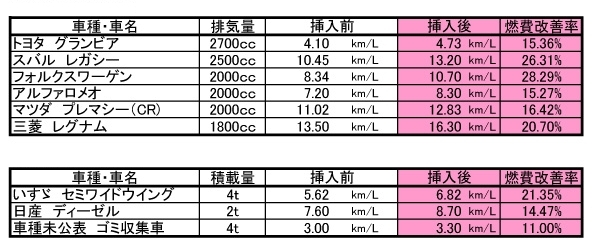 車種・車名 排気量 挿入前 挿入後 燃費改善率
トヨタ グランビア 2700cc 4.10 km/L 4.73 km/L 15.36%
スバル レガシー 2500cc 10.45 km/L 13.20 km/L 26.31%
フォルクスワーゲン 2000cc 8.34 km/L 10.70 km/L 28.29%
アルファロメオ 2000cc 7.20 km/L 8.30 km/L 15.27%
マツダ プレマシー(CR) 2000cc 11.02 km/L 12.83 km/L 16.42%
三菱 レグナム 1800cc 13.50 km/L 16.30 km/L 20.70%
車種・車名 積載量 挿入前 挿入後 燃費改善率
いすゞ セミワイドウイング 4t 5.62 km/L 6.82 km/L 21.35%
日産 ディーゼル 2t 7.60 km/L 8.70 km/L 14.47%
車種未公表 ゴミ収集車 4t 3.00 km/L 3.30 km/L 11.00%